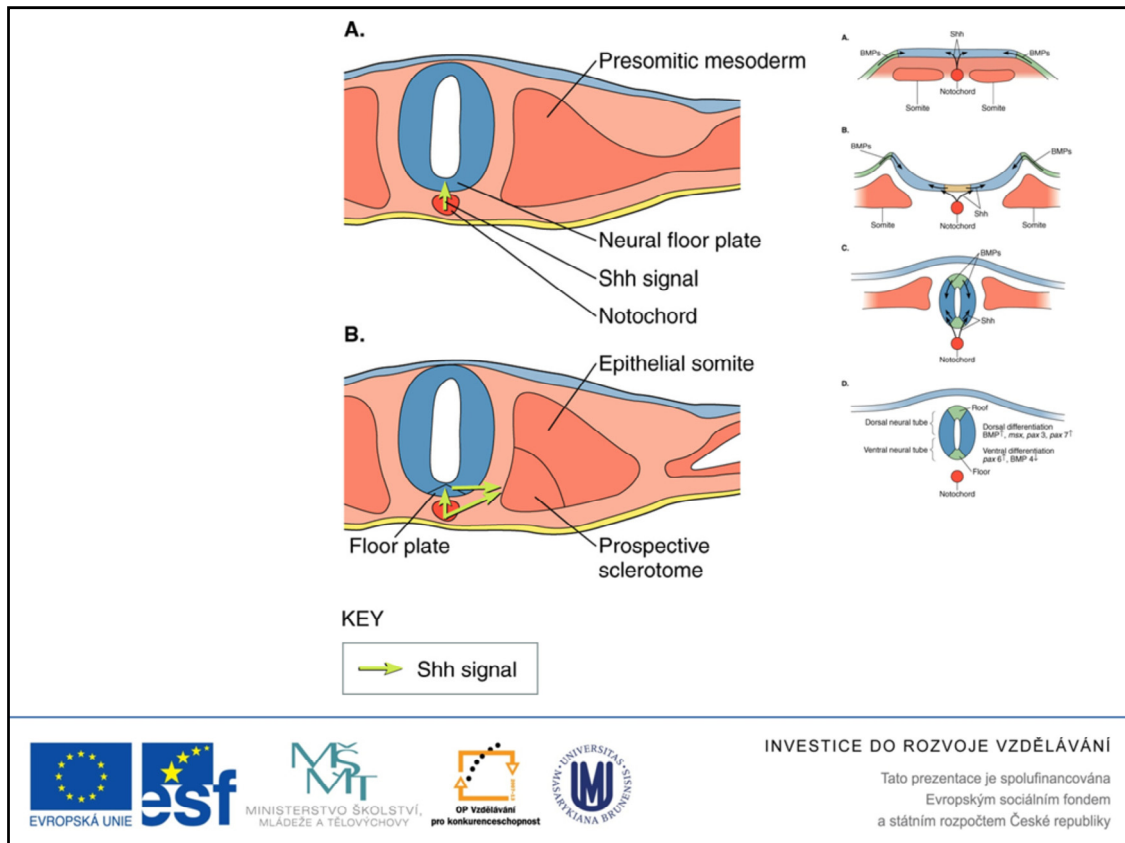 A.
Presomitic mesoderm
Neural floor plate
Shh signal
Notochord
B.
Epithelial somite
Floor plate
Prospective
sclerotome
KEY
Shh signal
A.
Shh
BMPs
BMPs
Notochord
Somite
Somite
B.
BMPs
BMPs
Shh
Somite
Notochord
Somite
C.
BMPs
Shh
Notochord
D.
Roof
Dorsal neural tube
Dorsal differentiation
BMP↑, msx, pax 3, pax 7↑
Ventral neural tube
Ventral differentiation
pax 6↑, BMP 4↓
Floor
Notochord
EVROPSKÁ UNIE
esf
MŠMT
MINISTERSTVO ŠKOLSTVÍ,
MLÁDEŽE A TĚLOVÝCHOVY
2007-13
OP Vzdělávání
pro konkurenceschopnost
UNIVERSITAS MASARYKIANA BRUNENSIS
INVESTICE DO ROZVOJE VZDĚLÁVÁNÍ
Tato prezentace je spolufinancována
Evropským sociálním fondem
a státním rozpočtem České republiky